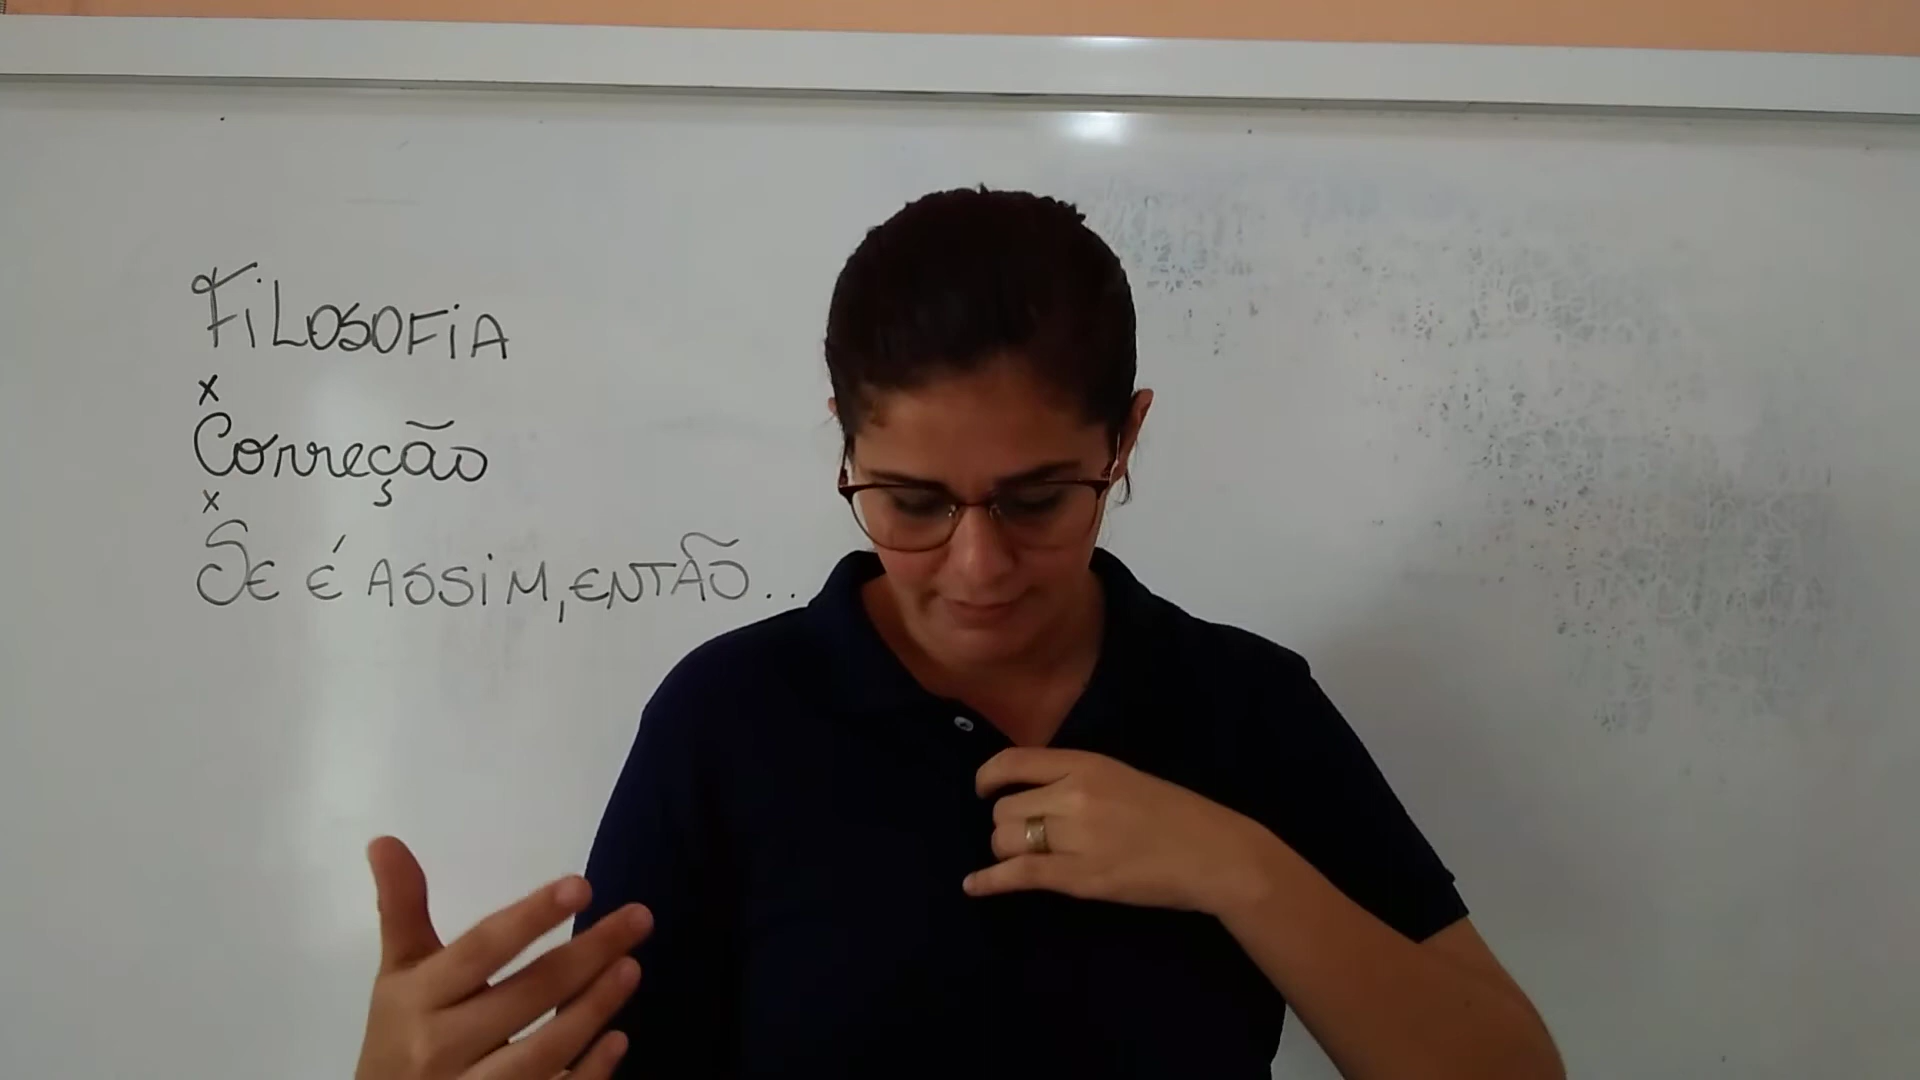 FiLOSOFiA
x
Correção
x
SE É ASSiM, ENTÃO...